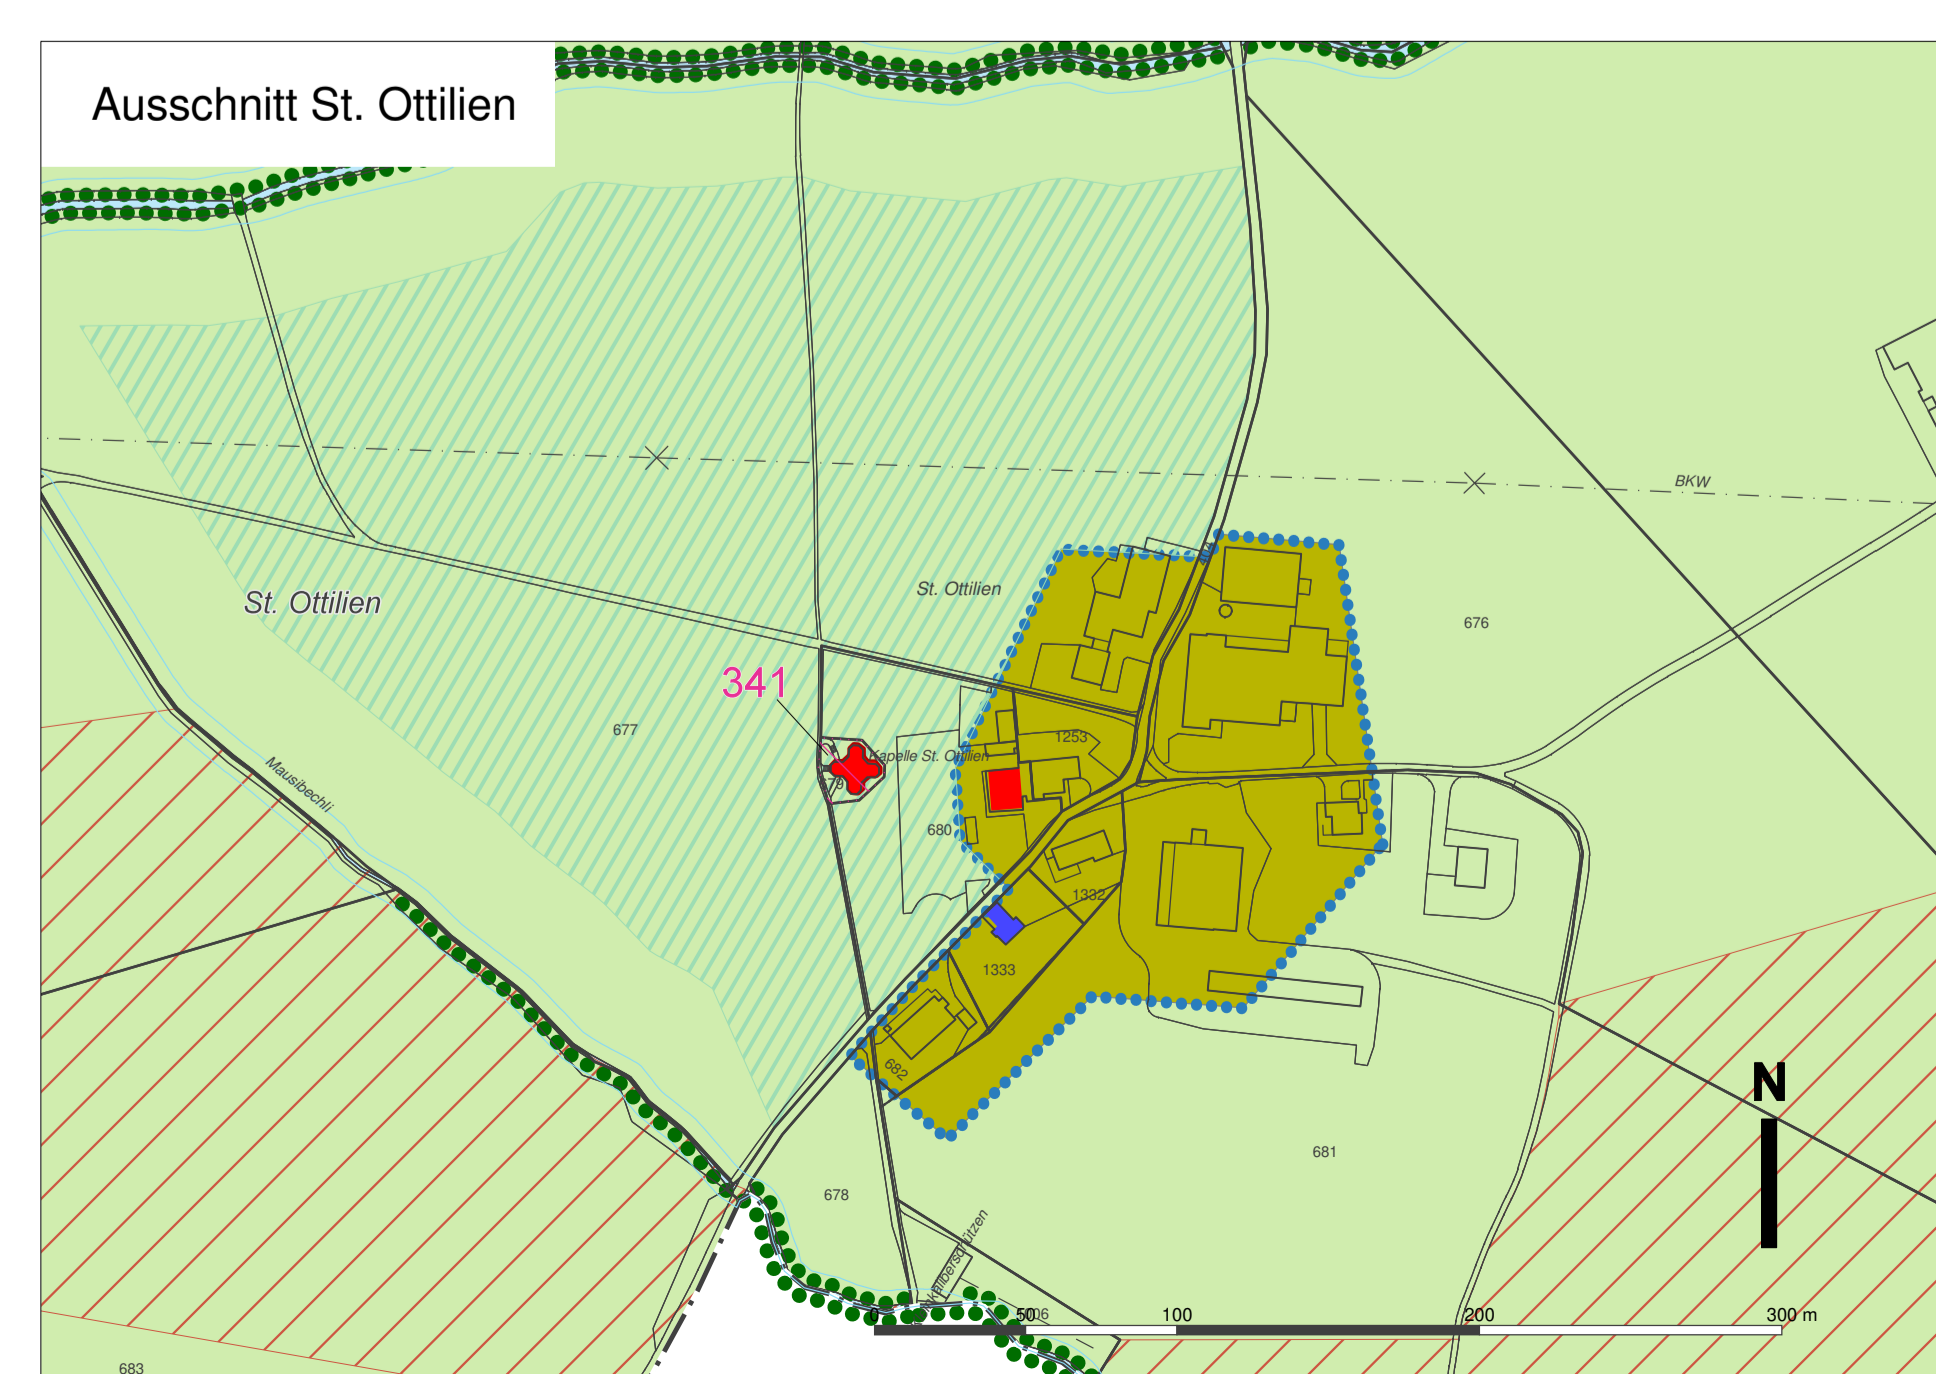 Ausschnitt St. Ottilien
BKW
St. Ottilien
St. Ottilien
676
341
677
1253
Kapelle St. Ottilien
Mausibechli
680
1332
1333
682
N
681
678
0
50
100
200
300 m
683